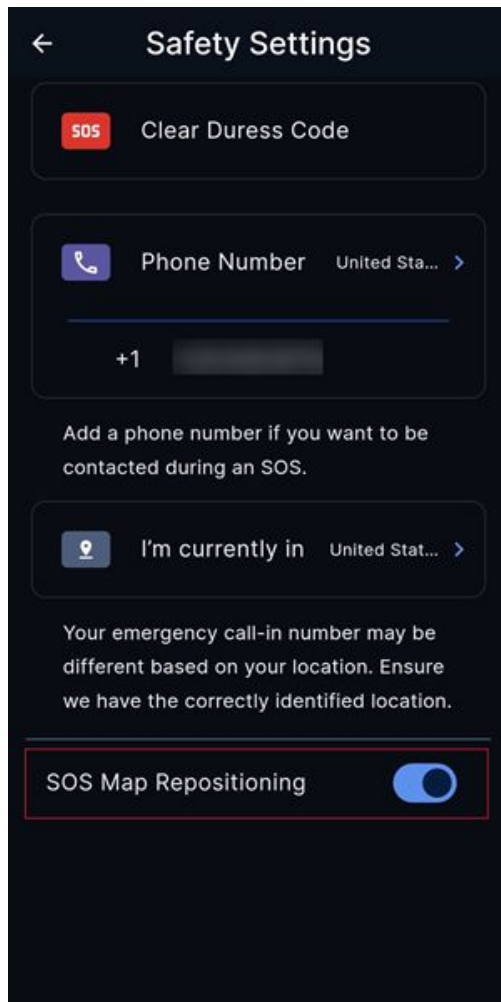 Safety Settings
SOS Clear Duress Code
Phone Number United Sta...
+1
Add a phone number if you want to be
contacted during an SOS.
I'm currently in United Stat...
Your emergency call-in number may be
different based on your location. Ensure
we have the correctly identified location.
SOS Map Repositioning